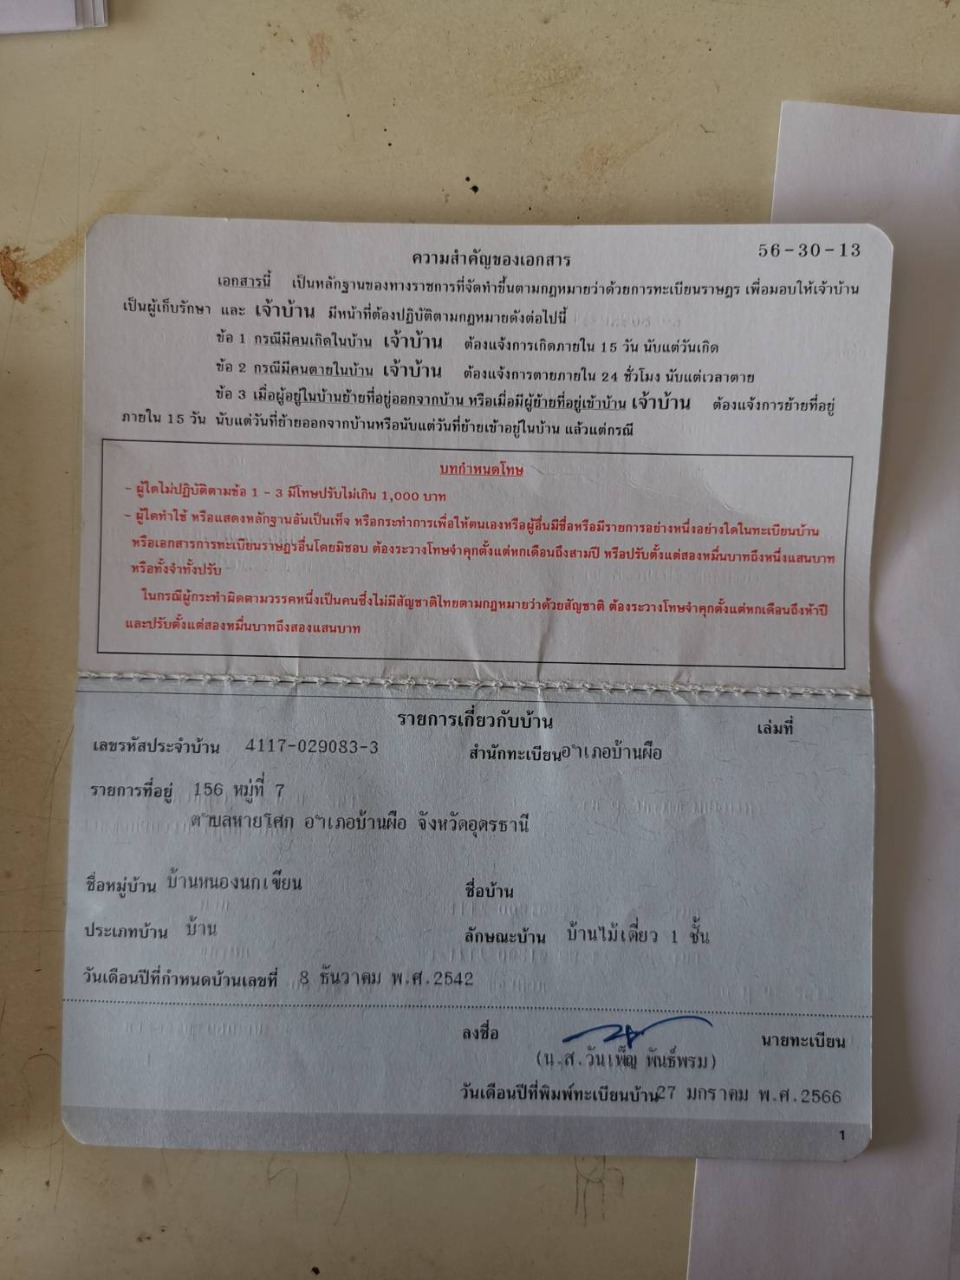 56-30-13
ความสำคัญของเอกสาร
เอกสารนี้ เป็นหลักฐานของทางราชการที่จัดทำขึ้นตามกฎหมายว่าด้วยการทะเบียนราษฎร เพื่อมอบให้เจ้าบ้าน
เป็นผู้เก็บรักษา และ เจ้าบ้าน มีหน้าที่ต้องปฏิบัติตามกฎหมายดังต่อไปนี้
ข้อ 1 กรณีมีคนเกิดในบ้าน เจ้าบ้าน ต้องแจ้งการเกิดภายใน 15 วัน นับแต่วันเกิด
ข้อ 2 กรณีมีคนตายในบ้าน เจ้าบ้าน ต้องแจ้งการตายภายใน 24 ชั่วโมง นับแต่เวลาตาย
ข้อ 3 เมื่อผู้อยู่ในบ้านย้ายที่อยู่ออกจากบ้าน หรือเมื่อมีผู้ย้ายที่อยู่เข้าบ้าน เจ้าบ้าน ต้องแจ้งการย้ายที่อยู่
ภายใน 15 วัน นับแต่วันที่ย้ายออกจากบ้านหรือนับแต่วันที่ย้ายเข้าอยู่ในบ้าน แล้วแต่กรณี
บทกำหนดโทษ
- ผู้ใดไม่ปฏิบัติตามข้อ 1 - 3 มีโทษปรับไม่เกิน 1,000 บาท
- ผู้ใดทำใช้ หรือแสดงหลักฐานอันเป็นเท็จ หรือกระทำการเพื่อให้ตนเองหรือผู้อื่นมีชื่อหรือมีรายการอย่างหนึ่งอย่างใดในทะเบียนบ้าน
หรือเอกสารการทะเบียนราษฎรอื่นโดยมิชอบ ต้องระวางโทษจำคุกตั้งแต่หกเดือนถึงสามปี หรือปรับตั้งแต่สองหมื่นบาทถึงหนึ่งแสนบาท
หรือทั้งจำทั้งปรับ
ในกรณีผู้กระทำผิดตามวรรคหนึ่งเป็นคนซึ่งไม่มีสัญชาติไทยตามกฎหมายว่าด้วยสัญชาติ ต้องระวางโทษจำคุกตั้งแต่หกเดือนถึงห้าปี
และปรับตั้งแต่สองหมื่นบาทถึงสองแสนบาท
รายการเกี่ยวกับบ้าน เล่มที่
เลขรหัสประจำบ้าน 4117-029083-3 สำนักทะเบียน อำเภอบ้านผือ
รายการที่อยู่ 156 หมู่ที่ 7
ตำบลหายโศก อำเภอบ้านผือ จังหวัดอุดรธานี
ชื่อหมู่บ้าน บ้านหนองนกเขียน ชื่อบ้าน
ประเภทบ้าน บ้าน ลักษณะบ้าน บ้านไม้เดี่ยว 1 ชั้น
วันเดือนปีที่กำหนดบ้านเลขที่ 8 ธันวาคม พ.ศ.2542
ลงชื่อ นายทะเบียน
(น.ส.วันเพ็ญ พันธ์พรม)
วันเดือนปีที่พิมพ์ทะเบียนบ้าน 27 มกราคม พ.ศ.2566
1